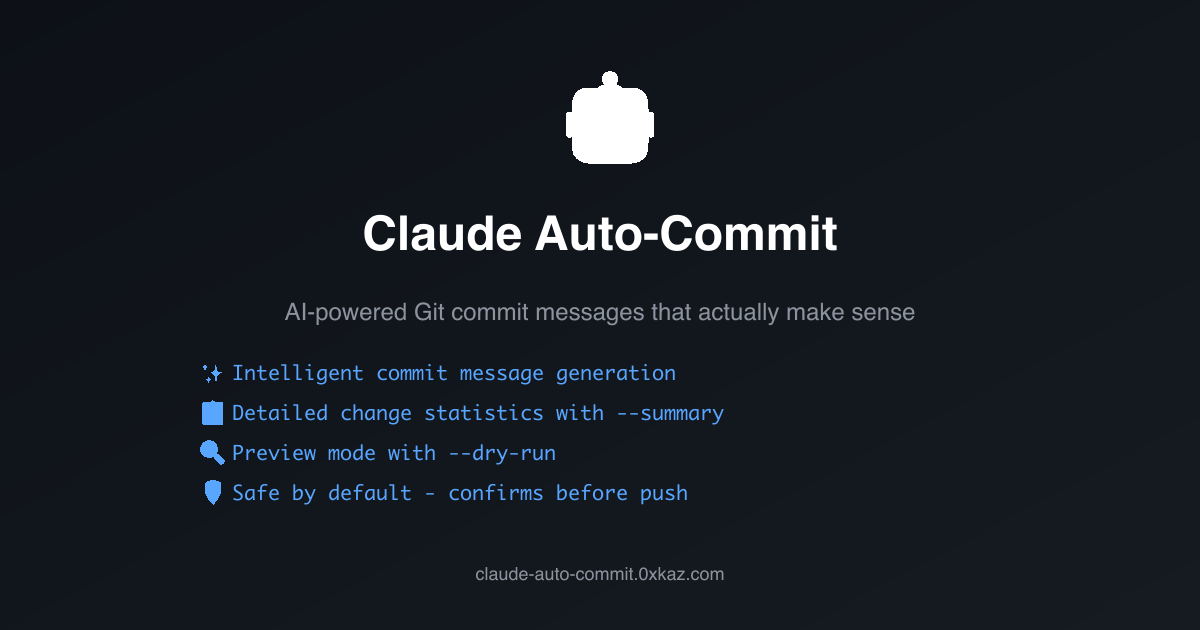 Claude Auto-Commit
AI-powered Git commit messages that actually make sense
Intelligent commit message generation
Detailed change statistics with --summary
Preview mode with --dry-run
Safe by default - confirms before push
claude-auto-commit.0xkaz.com